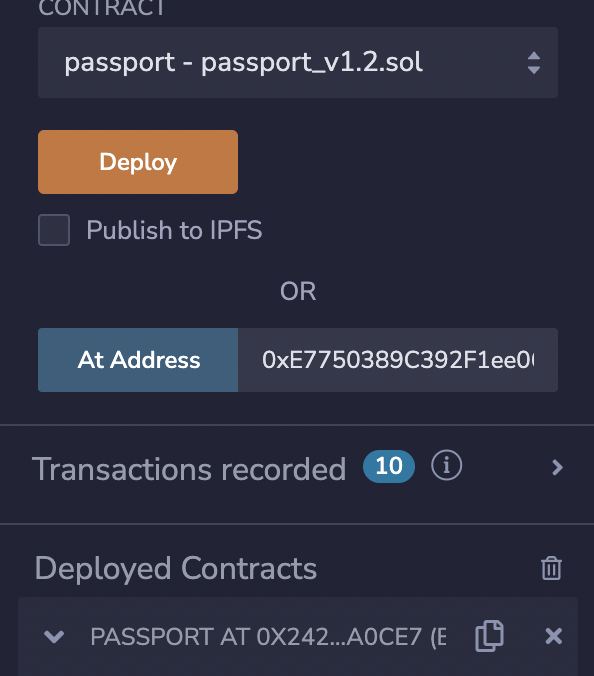 CONTRACT
passport - passport_v1.2.sol
Deploy
Publish to IPFS
OR
At Address 0xE7750389C392F1ee0
Transactions recorded 10 i
Deployed Contracts
PASSPORT AT 0X242...A0CE7 (